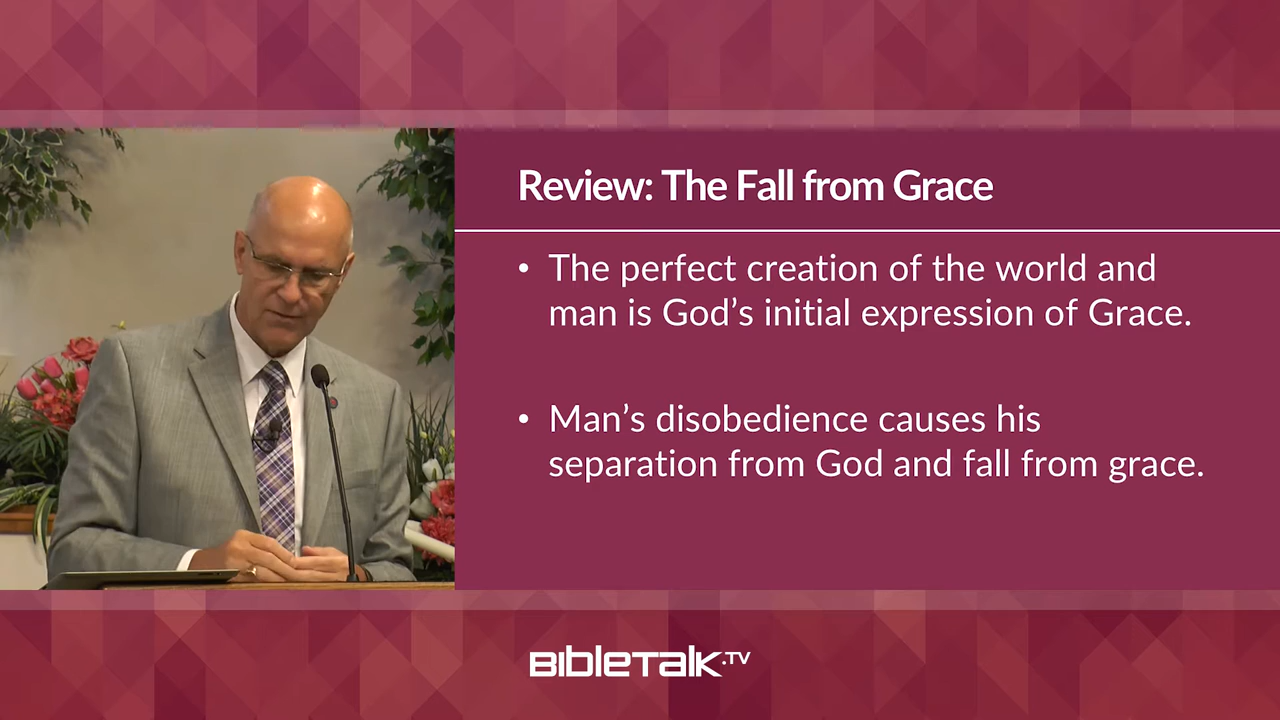 Review: The Fall from Grace
• The perfect creation of the world and
man is God’s initial expression of Grace.
• Man’s disobedience causes his
separation from God and fall from grace.
BIBLETALK.TV